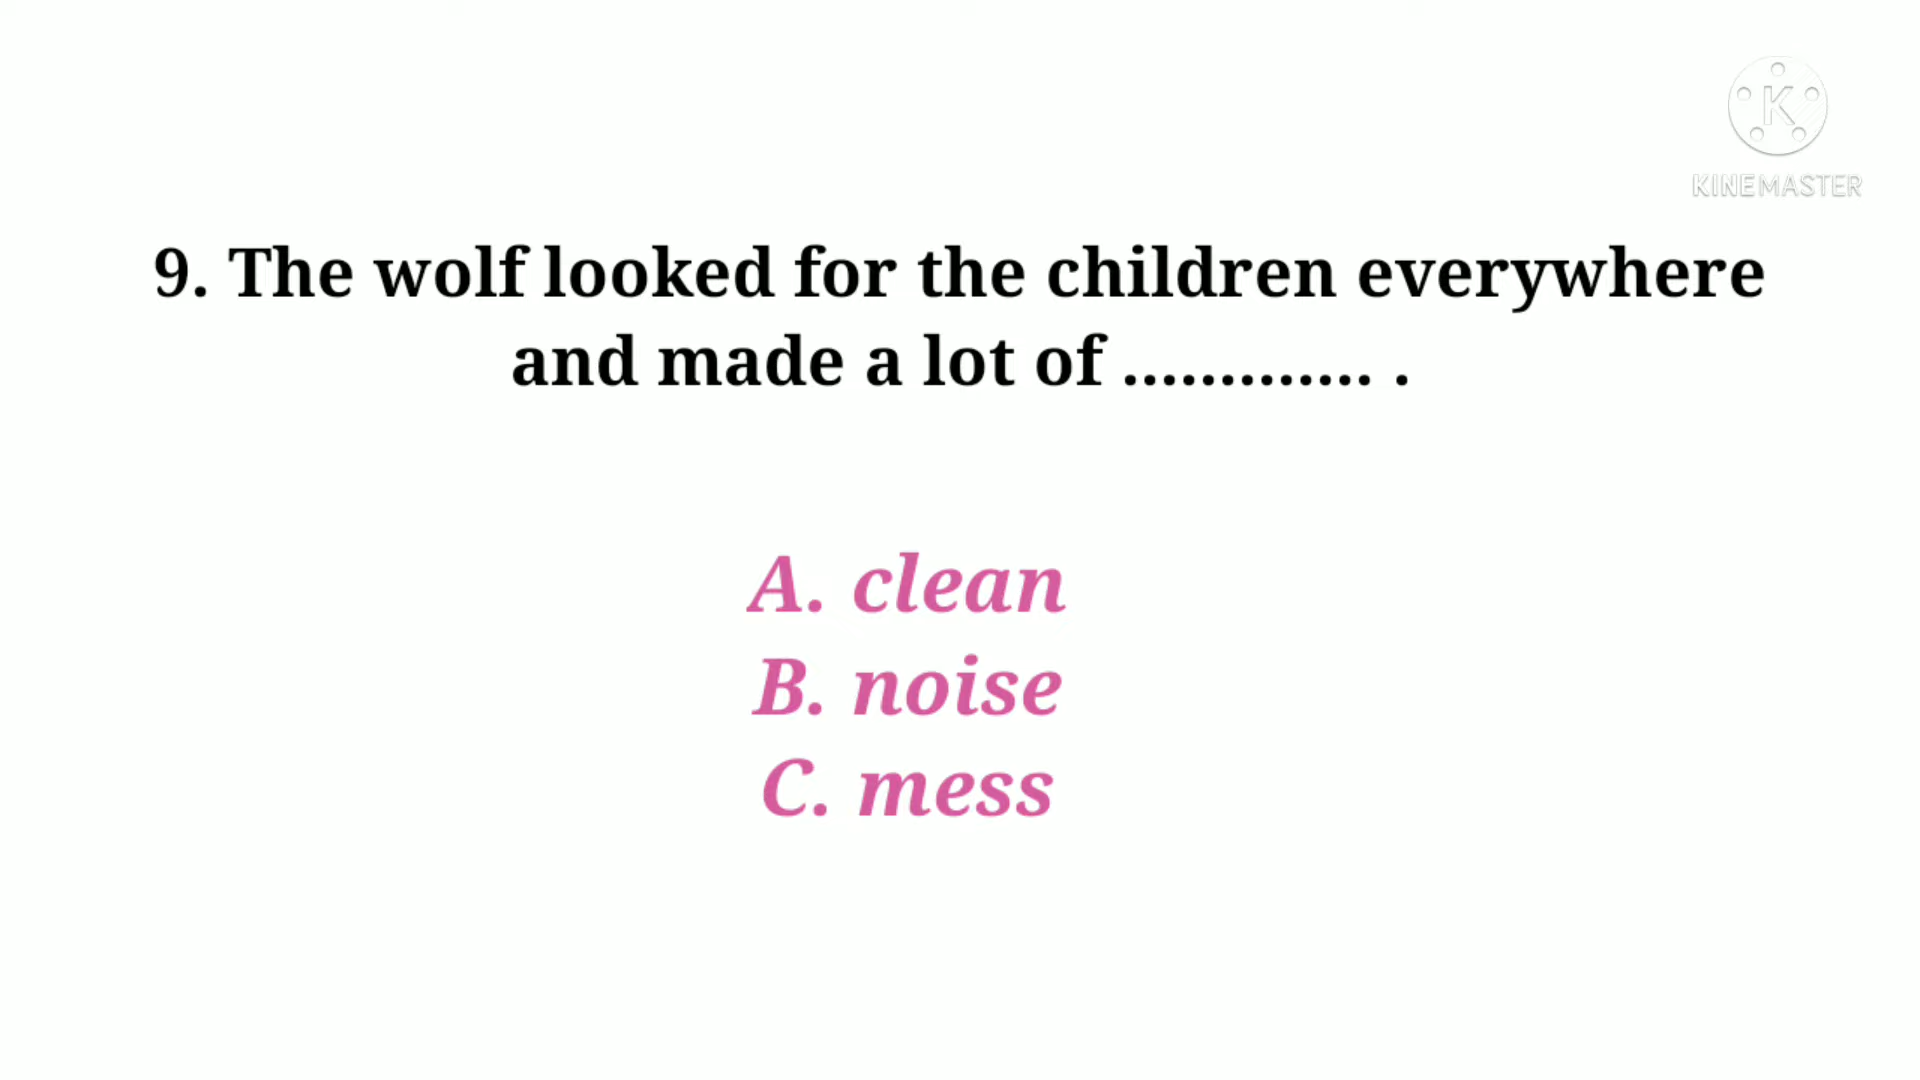 KINEMASTER
9. The wolf looked for the children everywhere
and made a lot of ............. .
A. clean
B. noise
C. mess